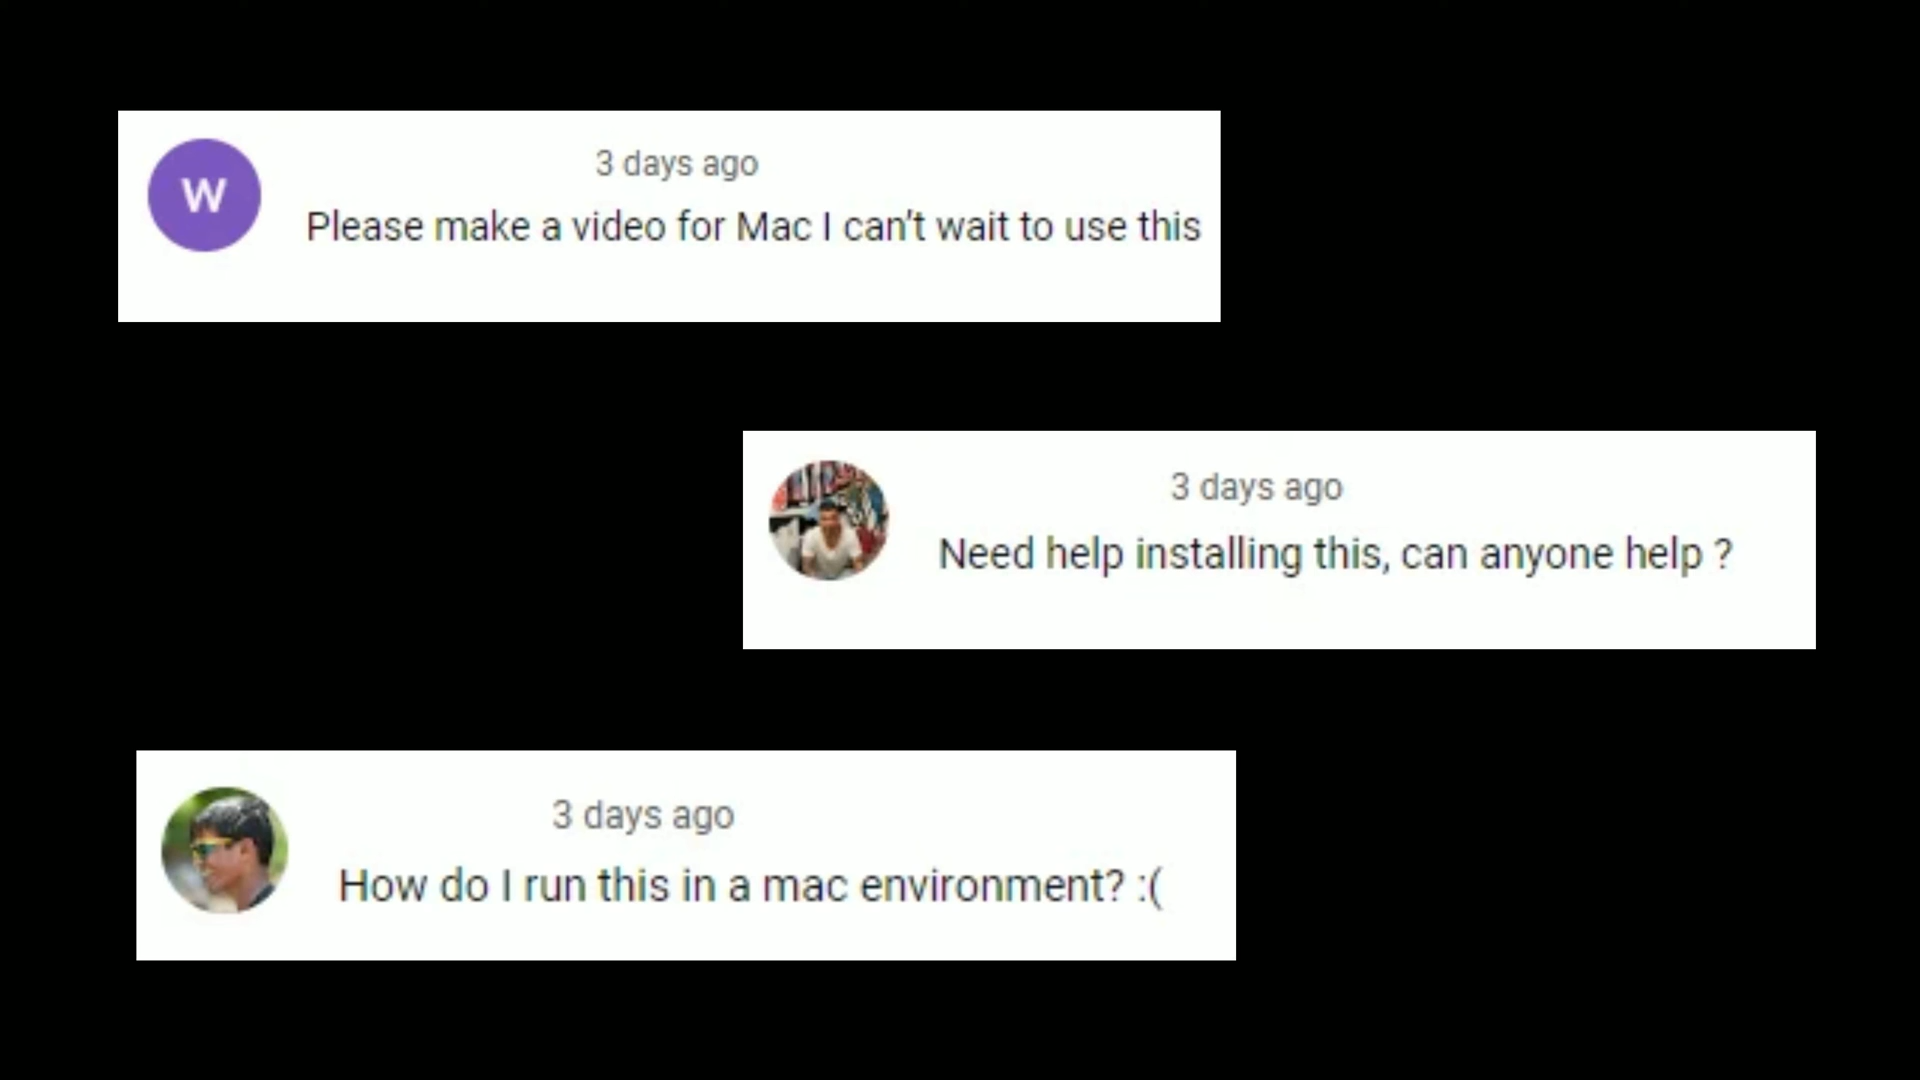 W
3 days ago
Please make a video for Mac I can't wait to use this
3 days ago
Need help installing this, can anyone help ?
3 days ago
How do I run this in a mac environment? :(